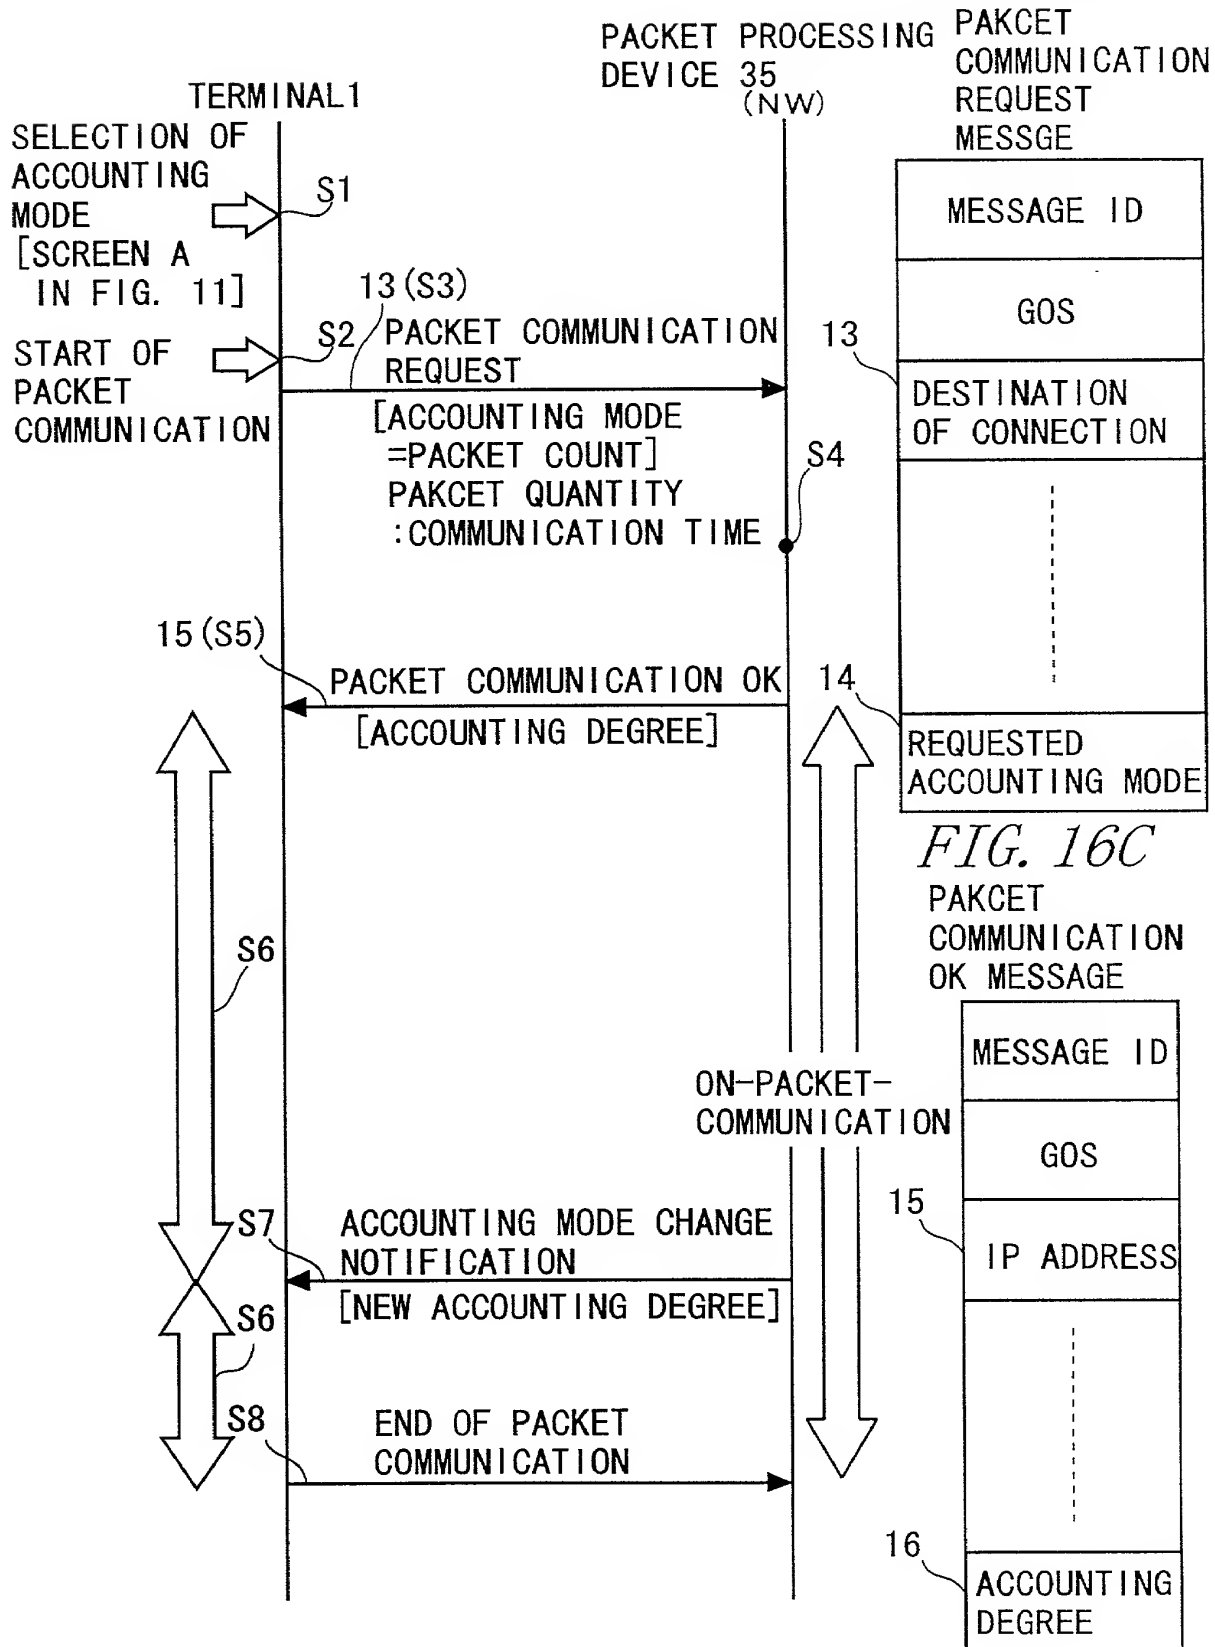 PACKET PROCESSING
DEVICE 35
(NW)
TERMINAL1
SELECTION OF
ACCOUNTING
MODE
[SCREEN A
IN FIG. 11]
S1
START OF
PACKET
COMMUNICATION
S2
13(S3)
PACKET COMMUNICATION
REQUEST
[ACCOUNTING MODE
=PACKET COUNT]
PAKCET QUANTITY
:COMMUNICATION TIME
S4
15(S5)
PACKET COMMUNICATION OK
[ACCOUNTING DEGREE]
S6
ON-PACKET-
COMMUNICATION
S7
ACCOUNTING MODE CHANGE
NOTIFICATION
[NEW ACCOUNTING DEGREE]
S6
S8
END OF PACKET
COMMUNICATION
PAKCET
COMMUNICATION
REQUEST
MESSGE
MESSAGE ID
GOS
13
DESTINATION
OF CONNECTION
14
REQUESTED
ACCOUNTING MODE
FIG. 16C
PAKCET
COMMUNICATION
OK MESSAGE
MESSAGE ID
GOS
15
IP ADDRESS
16
ACCOUNTING
DEGREE